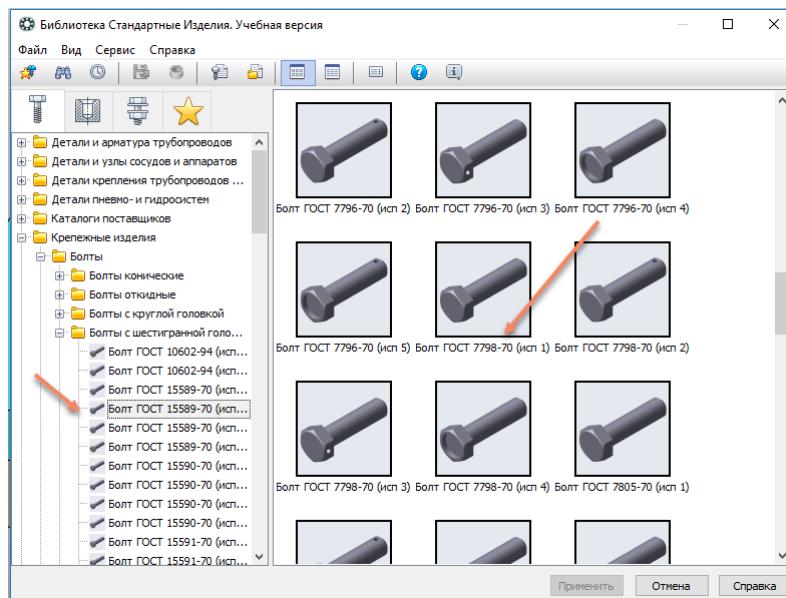 Библиотека Стандартные Изделия. Учебная версия
Файл Вид Сервис Справка
Детали и арматура трубопроводов
Детали и узлы сосудов и аппаратов
Детали крепления трубопроводов ...
Детали пневмо- и гидросистем
Каталоги поставщиков
Крепежные изделия
Болты
Болты конические
Болты откидные
Болты с круглой головкой
Болты с шестигранной голо...
Болт ГОСТ 10602-94 (исп...
Болт ГОСТ 10602-94 (исп...
Болт ГОСТ 15589-70 (исп...
Болт ГОСТ 15589-70 (исп...
Болт ГОСТ 15589-70 (исп...
Болт ГОСТ 15589-70 (исп...
Болт ГОСТ 15590-70 (исп...
Болт ГОСТ 15590-70 (исп...
Болт ГОСТ 15590-70 (исп...
Болт ГОСТ 15590-70 (исп...
Болт ГОСТ 15591-70 (исп...
Болт ГОСТ 15591-70 (исп...
Болт ГОСТ 7796-70 (исп 2) Болт ГОСТ 7796-70 (исп 3) Болт ГОСТ 7796-70 (исп 4)
Болт ГОСТ 7796-70 (исп 5) Болт ГОСТ 7798-70 (исп 1) Болт ГОСТ 7798-70 (исп 2)
Болт ГОСТ 7798-70 (исп 3) Болт ГОСТ 7798-70 (исп 4) Болт ГОСТ 7805-70 (исп 1)
Применить Отмена Справка